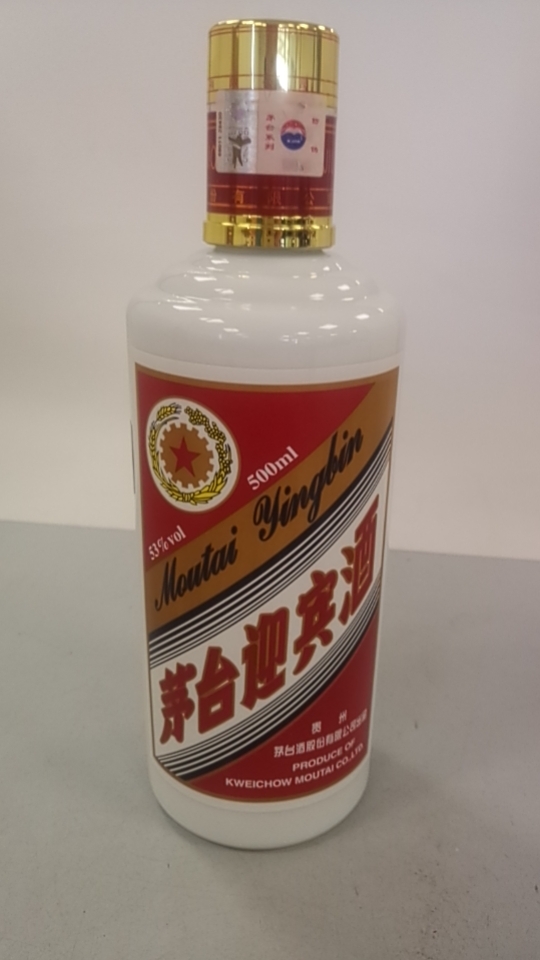 53%vol
500ml
Moutai Yingbin
茅台迎宾酒
贵 州
茅台酒股份有限公司出品
PRODUCE OF
KWEICHOW MOUTAI CO.,LTD.